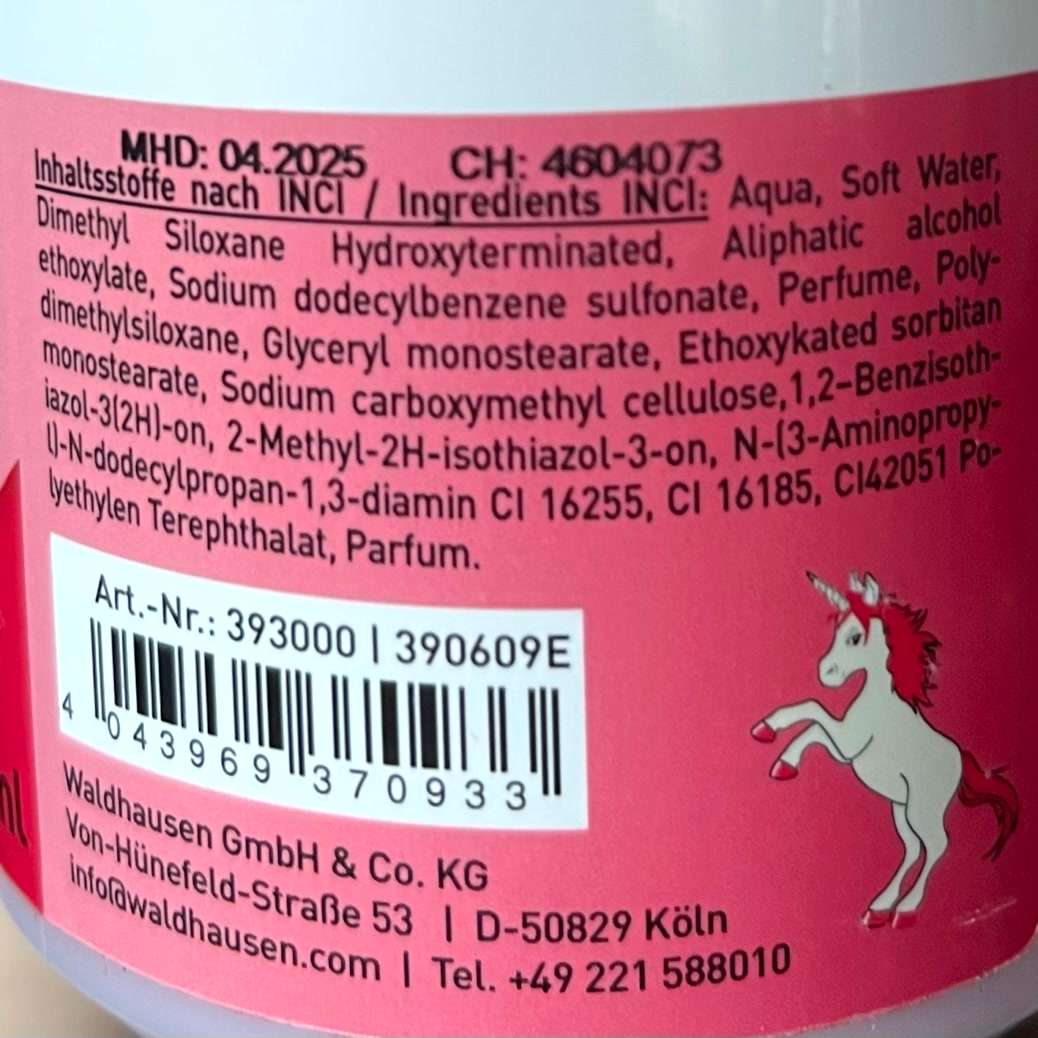 MHD: 04.2025 CH: 4604073
Inhaltsstoffe nach INCI / Ingredients INCI: Aqua, Soft Water,
Dimethyl Siloxane Hydroxyterminated, Aliphatic alcohol
ethoxylate, Sodium dodecylbenzene sulfonate, Perfume, Poly-
dimethylsiloxane, Glyceryl monostearate, Ethoxykated sorbitan
monostearate, Sodium carboxymethyl cellulose,1,2-Benzisoth-
iazol-3(2H)-on, 2-Methyl-2H-isothiazol-3-on, N-(3-Aminopropy-
l)-N-dodecylpropan-1,3-diamin CI 16255, CI 16185, CI42051 Po-
lyethylen Terephthalat, Parfum.
Art.-Nr.: 393000 | 390609E
4 043969 370933
ml
Waldhausen GmbH & Co. KG
Von-Hünefeld-Straße 53 | D-50829 Köln
info@waldhausen.com | Tel. +49 221 588010